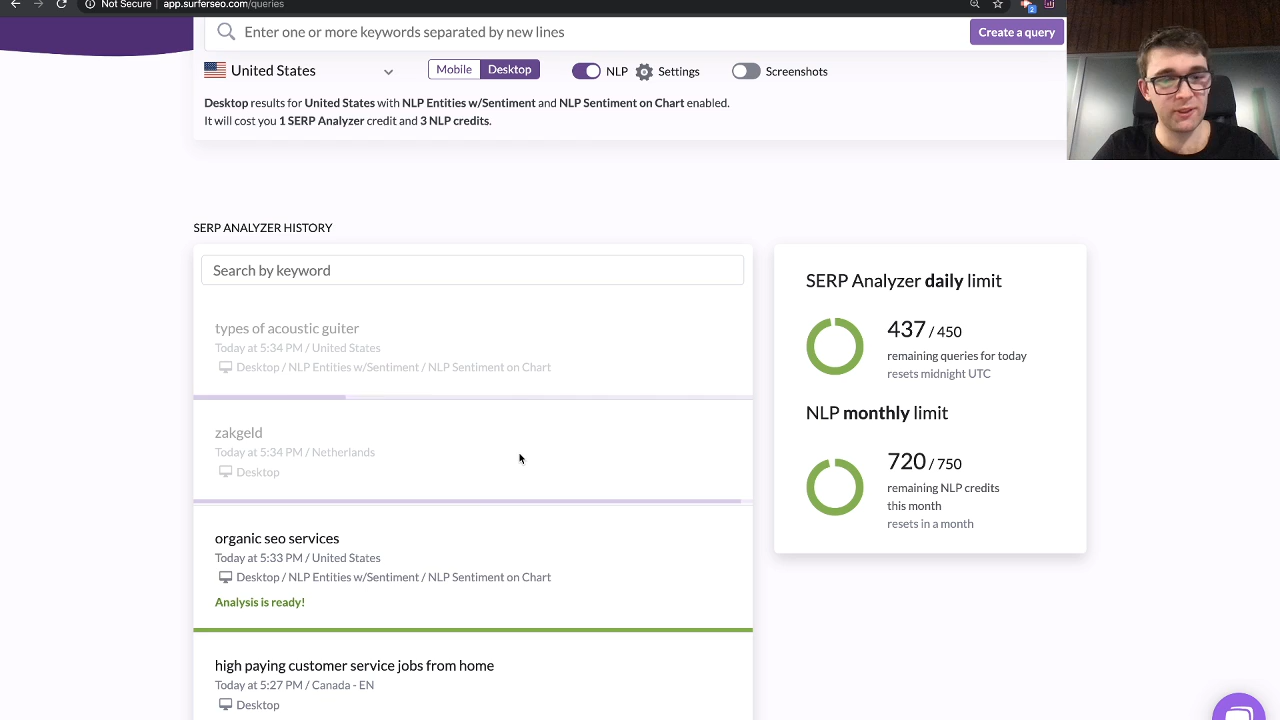 Not Secure | app.surferseo.com/queries
Enter one or more keywords separated by new lines
Create a query
United States
Mobile
Desktop
NLP
Settings
Screenshots
Desktop results for United States with NLP Entities w/Sentiment and NLP Sentiment on Chart enabled.
It will cost you 1 SERP Analyzer credit and 3 NLP credits.
SERP ANALYZER HISTORY
Search by keyword
types of acoustic guiter
Today at 5:34 PM / United States
Desktop / NLP Entities w/Sentiment / NLP Sentiment on Chart
zakgeld
Today at 5:34 PM / Netherlands
Desktop
organic seo services
Today at 5:33 PM / United States
Desktop / NLP Entities w/Sentiment / NLP Sentiment on Chart
Analysis is ready!
high paying customer service jobs from home
Today at 5:27 PM / Canada - EN
Desktop
SERP Analyzer daily limit
437 / 450
remaining queries for today
resets midnight UTC
NLP monthly limit
720 / 750
remaining NLP credits
this month
resets in a month
2